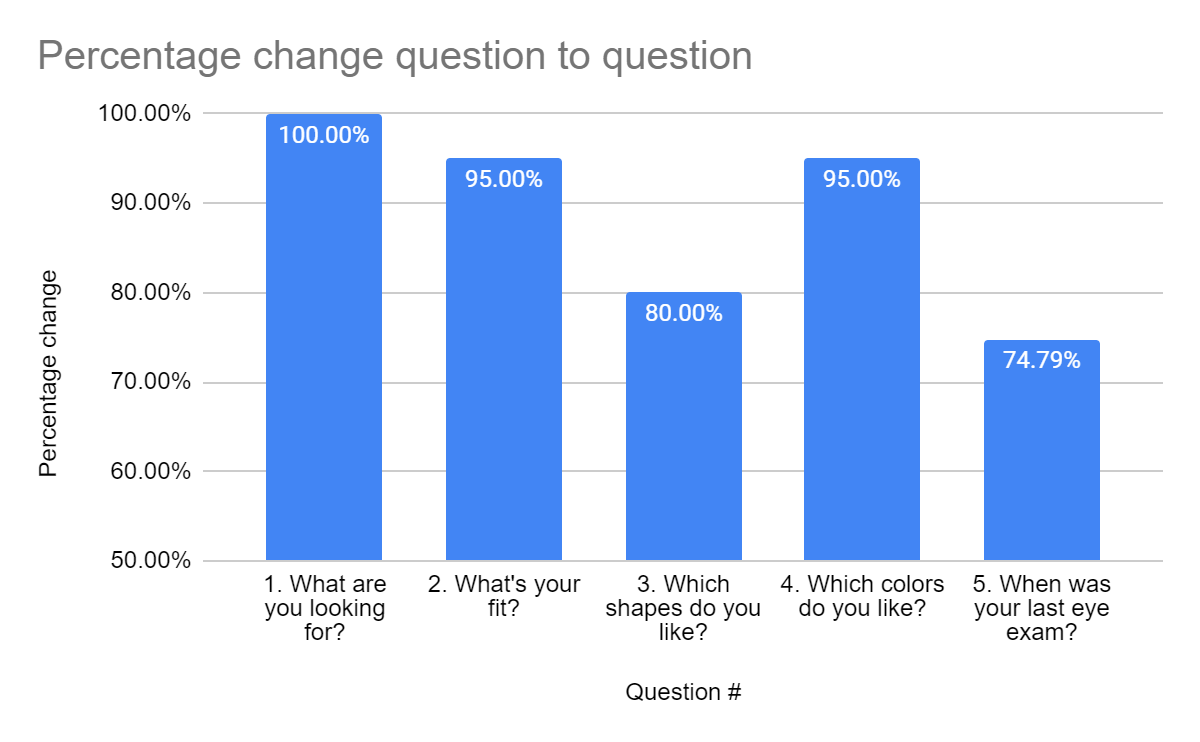 Percentage change question to question
100.00%
90.00%
80.00%
70.00%
60.00%
50.00%
Percentage change
100.00%
95.00%
80.00%
95.00%
74.79%
1. What are
you looking
for?
2. What's your
fit?
3. Which
shapes do you
like?
4. Which colors
do you like?
5. When was
your last eye
exam?
Question #